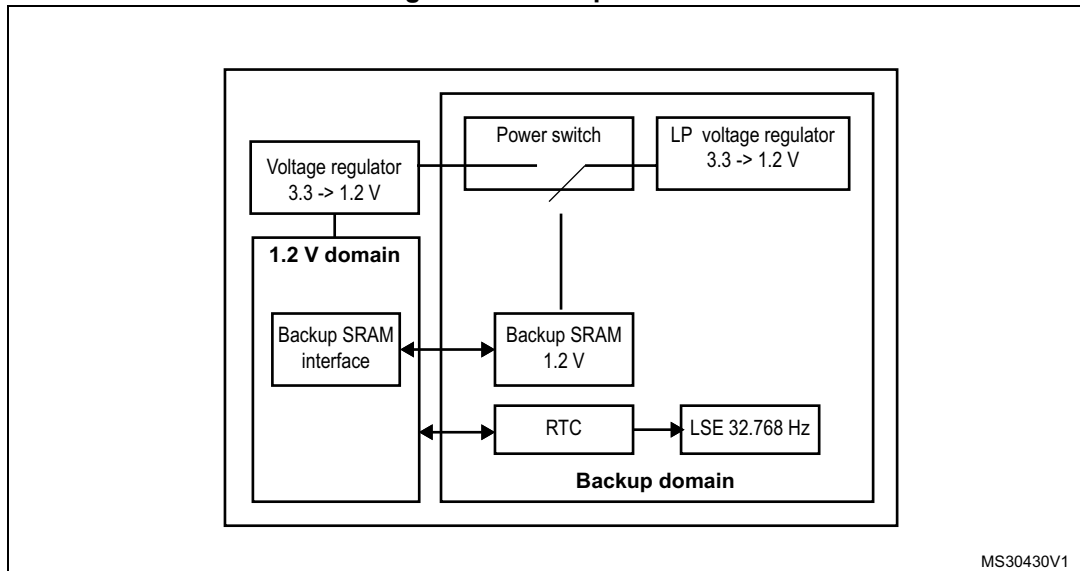 Power switch
LP voltage regulator
3.3 -> 1.2 V
Voltage regulator
3.3 -> 1.2 V
1.2 V domain
Backup SRAM
interface
Backup SRAM
1.2 V
RTC
LSE 32.768 Hz
Backup domain
MS30430V1